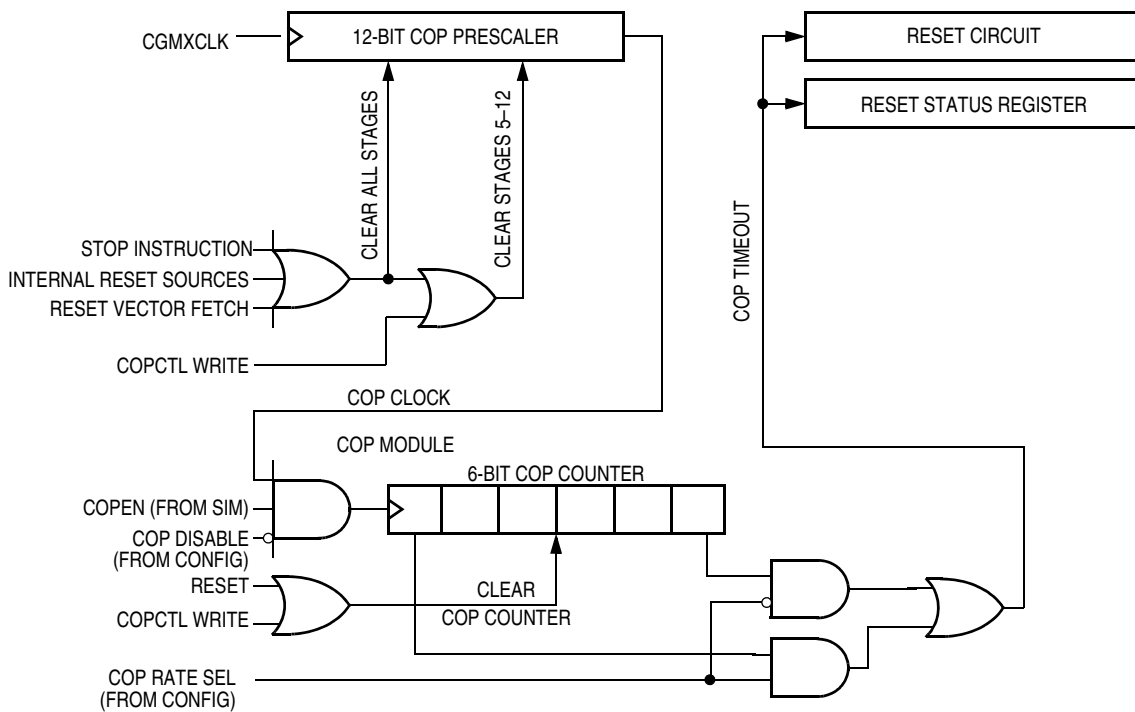 CGMXCLK
12-BIT COP PRESCALER
RESET CIRCUIT
RESET STATUS REGISTER
CLEAR ALL STAGES
CLEAR STAGES 5–12
COP TIMEOUT
STOP INSTRUCTION
INTERNAL RESET SOURCES
RESET VECTOR FETCH
COPCTL WRITE
COP CLOCK
COP MODULE
6-BIT COP COUNTER
COPEN (FROM SIM)
COP DISABLE
(FROM CONFIG)
RESET
COPCTL WRITE
CLEAR
COP COUNTER
COP RATE SEL
(FROM CONFIG)